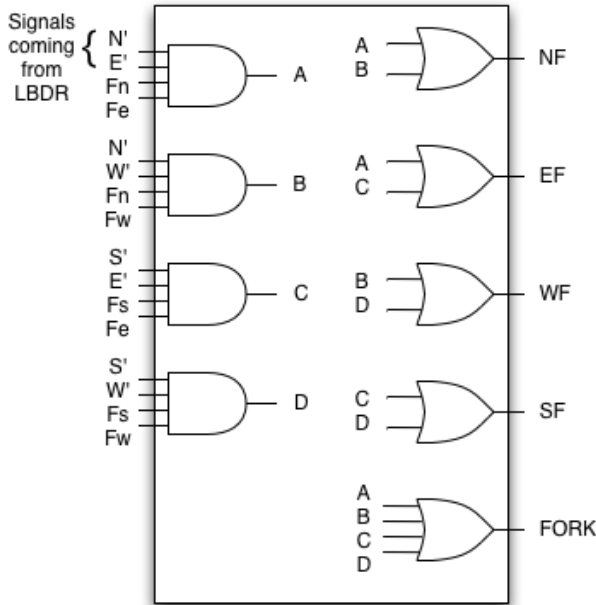 Signals
coming
from
LBDR
{
N'
E'
Fn
Fe
A
N'
W'
Fn
Fw
B
S'
E'
Fs
Fe
C
S'
W'
Fs
Fw
D
A
B
NF
A
C
EF
B
D
WF
C
D
SF
A
B
C
D
FORK